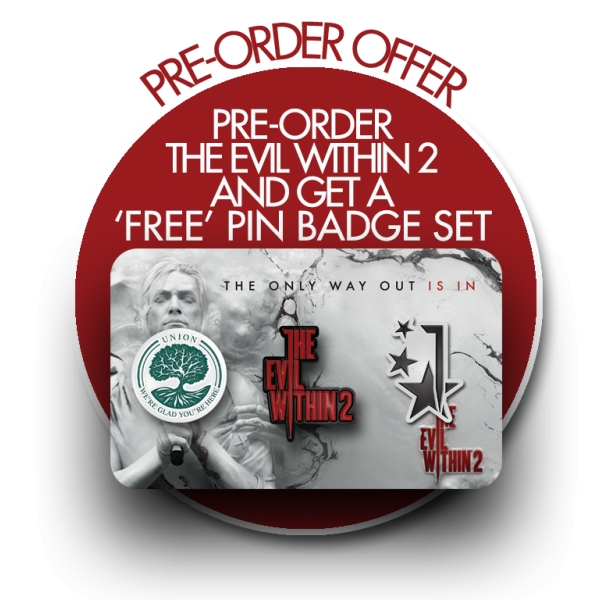 PRE-ORDER OFFER
PRE-ORDER
THE EVIL WITHIN 2
AND GET A
‘FREE’ PIN BADGE SET
THE ONLY WAY OUT IS IN
UNION
WE'RE GLAD YOU'RE HERE
THE
EVIL
WITHIN 2
THE
EVIL
WITHIN 2